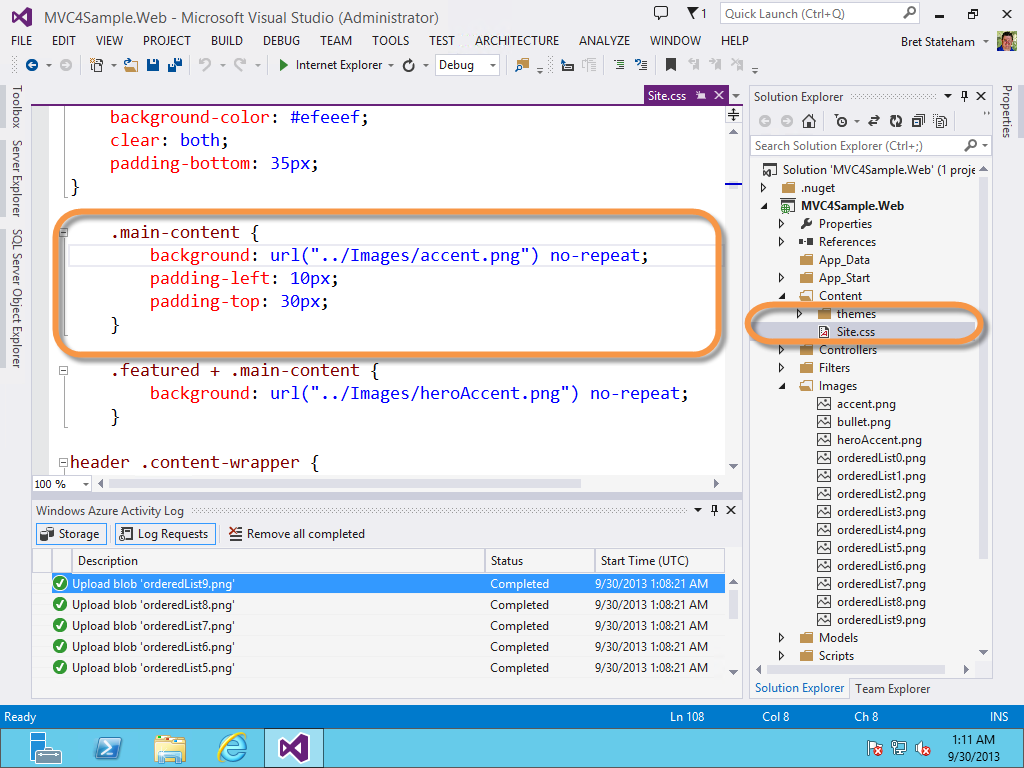 MVC4Sample.Web - Microsoft Visual Studio (Administrator)
1
Quick Launch (Ctrl+Q)
FILE EDIT VIEW PROJECT BUILD DEBUG TEAM TOOLS TEST ARCHITECTURE ANALYZE WINDOW HELP
Bret Stateham
Internet Explorer
Debug
Toolbox
Server Explorer
SQL Server Object Explorer
Site.css
background-color: #efeeef;
clear: both;
padding-bottom: 35px;
}
.main-content {
background: url("../Images/accent.png") no-repeat;
padding-left: 10px;
padding-top: 30px;
}
.featured + .main-content {
background: url("../Images/heroAccent.png") no-repeat;
}
header .content-wrapper {
100 %
Windows Azure Activity Log
Storage Log Requests Remove all completed
Description Status Start Time (UTC)
Upload blob 'orderedList9.png' Completed 9/30/2013 1:08:21 AM
Upload blob 'orderedList8.png' Completed 9/30/2013 1:08:21 AM
Upload blob 'orderedList7.png' Completed 9/30/2013 1:08:21 AM
Upload blob 'orderedList6.png' Completed 9/30/2013 1:08:21 AM
Upload blob 'orderedList5.png' Completed 9/30/2013 1:08:21 AM
Solution Explorer
Search Solution Explorer (Ctrl+;)
Solution 'MVC4Sample.Web' (1 proje
.nuget
MVC4Sample.Web
Properties
References
App_Data
App_Start
Content
themes
Site.css
Controllers
Filters
Images
accent.png
bullet.png
heroAccent.png
orderedList0.png
orderedList1.png
orderedList2.png
orderedList3.png
orderedList4.png
orderedList5.png
orderedList6.png
orderedList7.png
orderedList8.png
orderedList9.png
Models
Scripts
Solution Explorer Team Explorer
Properties
Ready Ln 108 Col 8 Ch 8 INS
1:11 AM
9/30/2013